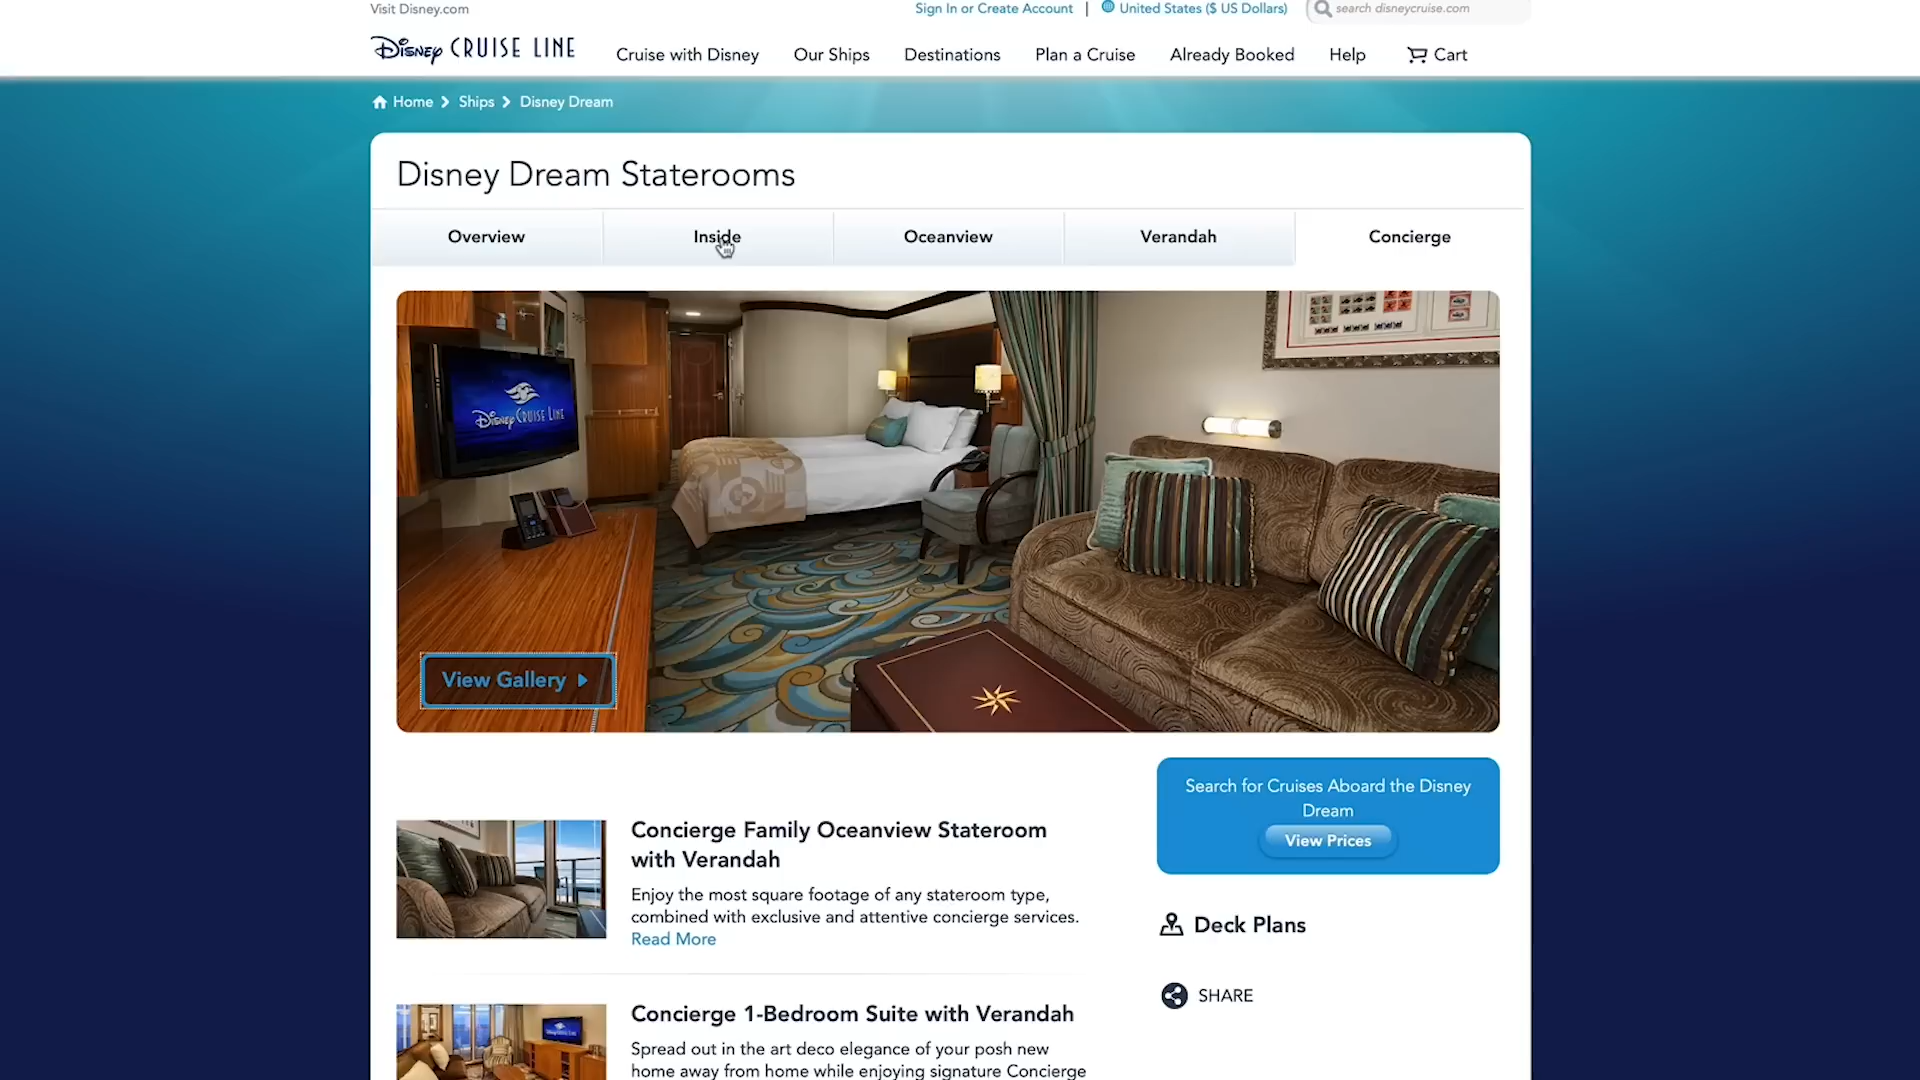 Visit Disney.com
Sign In or Create Account | United States ($ US Dollars)
search disneycruise.com
Disney CRUISE LINE
Cruise with Disney
Our Ships
Destinations
Plan a Cruise
Already Booked
Help
Cart
Home
Ships
Disney Dream
Disney Dream Staterooms
Overview
Inside
Oceanview
Verandah
Concierge
Disney CRUISE LINE
View Gallery
Search for Cruises Aboard the Disney
Dream
View Prices
Concierge Family Oceanview Stateroom
with Verandah
Enjoy the most square footage of any stateroom type,
combined with exclusive and attentive concierge services.
Read More
Deck Plans
SHARE
Concierge 1-Bedroom Suite with Verandah
Spread out in the art deco elegance of your posh new
home away from home while enjoying signature Concierge